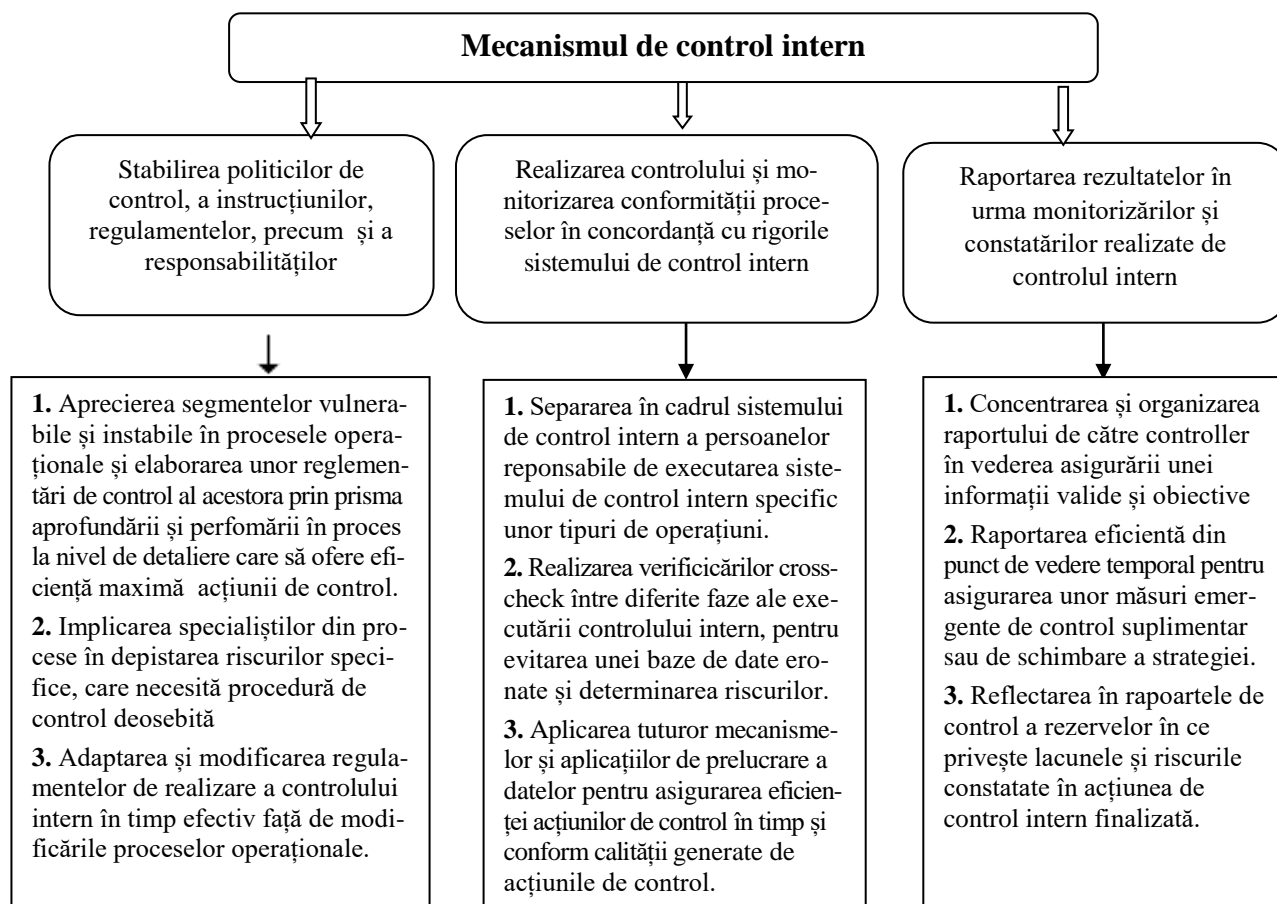 Mecanismul de control intern
Stabilirea politicilor de
control, a instrucțiunilor,
regulamentelor, precum și a
responsabilităților
Realizarea controlului și mo-
nitorizarea conformității proce-
selor în concordanță cu rigorile
sistemului de control intern
Raportarea rezultatelor în
urma monitorizărilor și
constatărilor realizate de
controlul intern
1. Aprecierea segmentelor vulnera-
bile și instabile în procesele opera-
ționale și elaborarea unor reglemen-
tări de control al acestora prin prisma
aprofundării și perfomării în proces
la nivel de detaliere care să ofere efi-
ciență maximă acțiunii de control.
2. Implicarea specialiștilor din pro-
cese în depistarea riscurilor speci-
fice, care necesită procedură de
control deosebită
3. Adaptarea și modificarea regula-
mentelor de realizare a controlului
intern în timp efectiv față de modi-
ficările proceselor operaționale.
1. Separarea în cadrul sistemului
de control intern a persoanelor
reponsabile de executarea siste-
mului de control intern specific
unor tipuri de operațiuni.
2. Realizarea verificicărilor cross-
check între diferite faze ale exe-
cutării controlului intern, pentru
evitarea unei baze de date ero-
nate și determinarea riscurilor.
3. Aplicarea tuturor mecanisme-
lor și aplicațiilor de prelucrare a
datelor pentru asigurarea eficien-
ței acțiunilor de control în timp și
conform calității generate de
acțiunile de control.
1. Concentrarea și organizarea
raportului de către controller
în vederea asigurării unei
informații valide și obiective
2. Raportarea eficientă din
punct de vedere temporal pentru
asigurarea unor măsuri emer-
gente de control suplimentar
sau de schimbare a strategiei.
3. Reflectarea în rapoartele de
control a rezervelor în ce
privește lacunele și riscurile
constatate în acțiunea de
control intern finalizată.